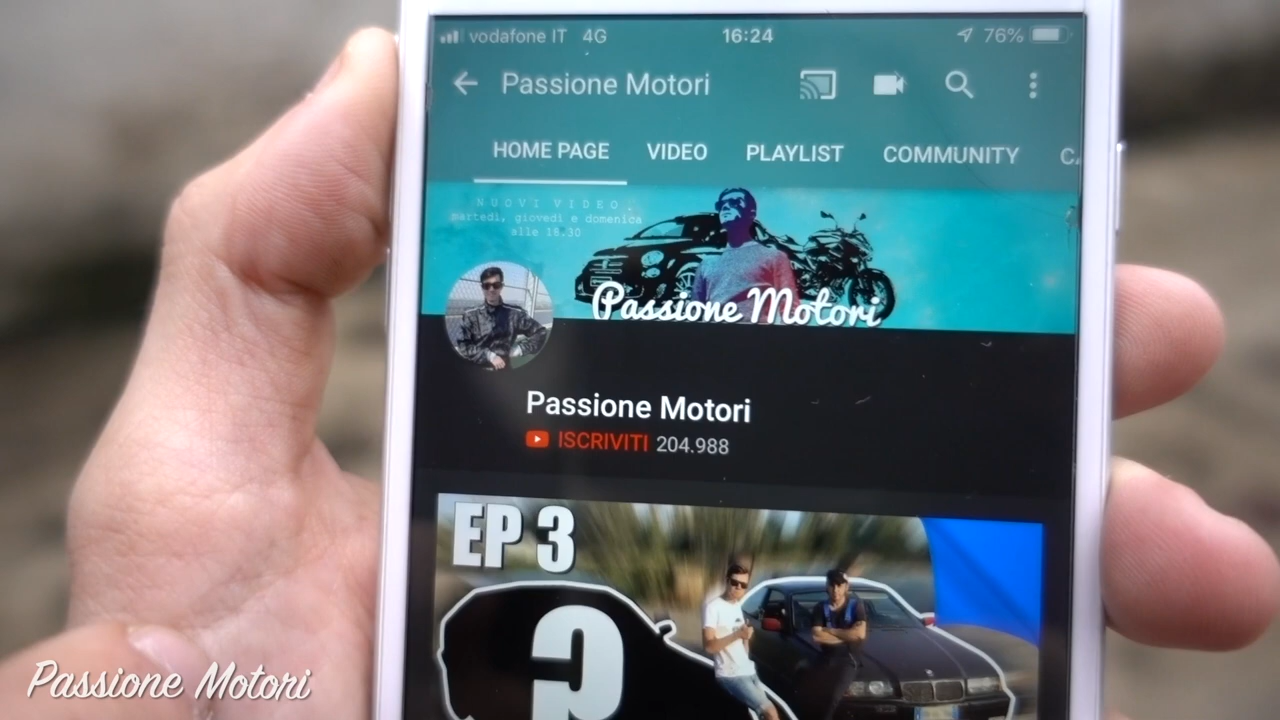 vodafone IT 4G 16:24 76%
Passione Motori
HOME PAGE VIDEO PLAYLIST COMMUNITY
NUOVI VIDEO
martedì, giovedì e domenica
alle 18.30
Passione Motori
Passione Motori
ISCRIVITI 204.988
EP 3
?
Passione Motori